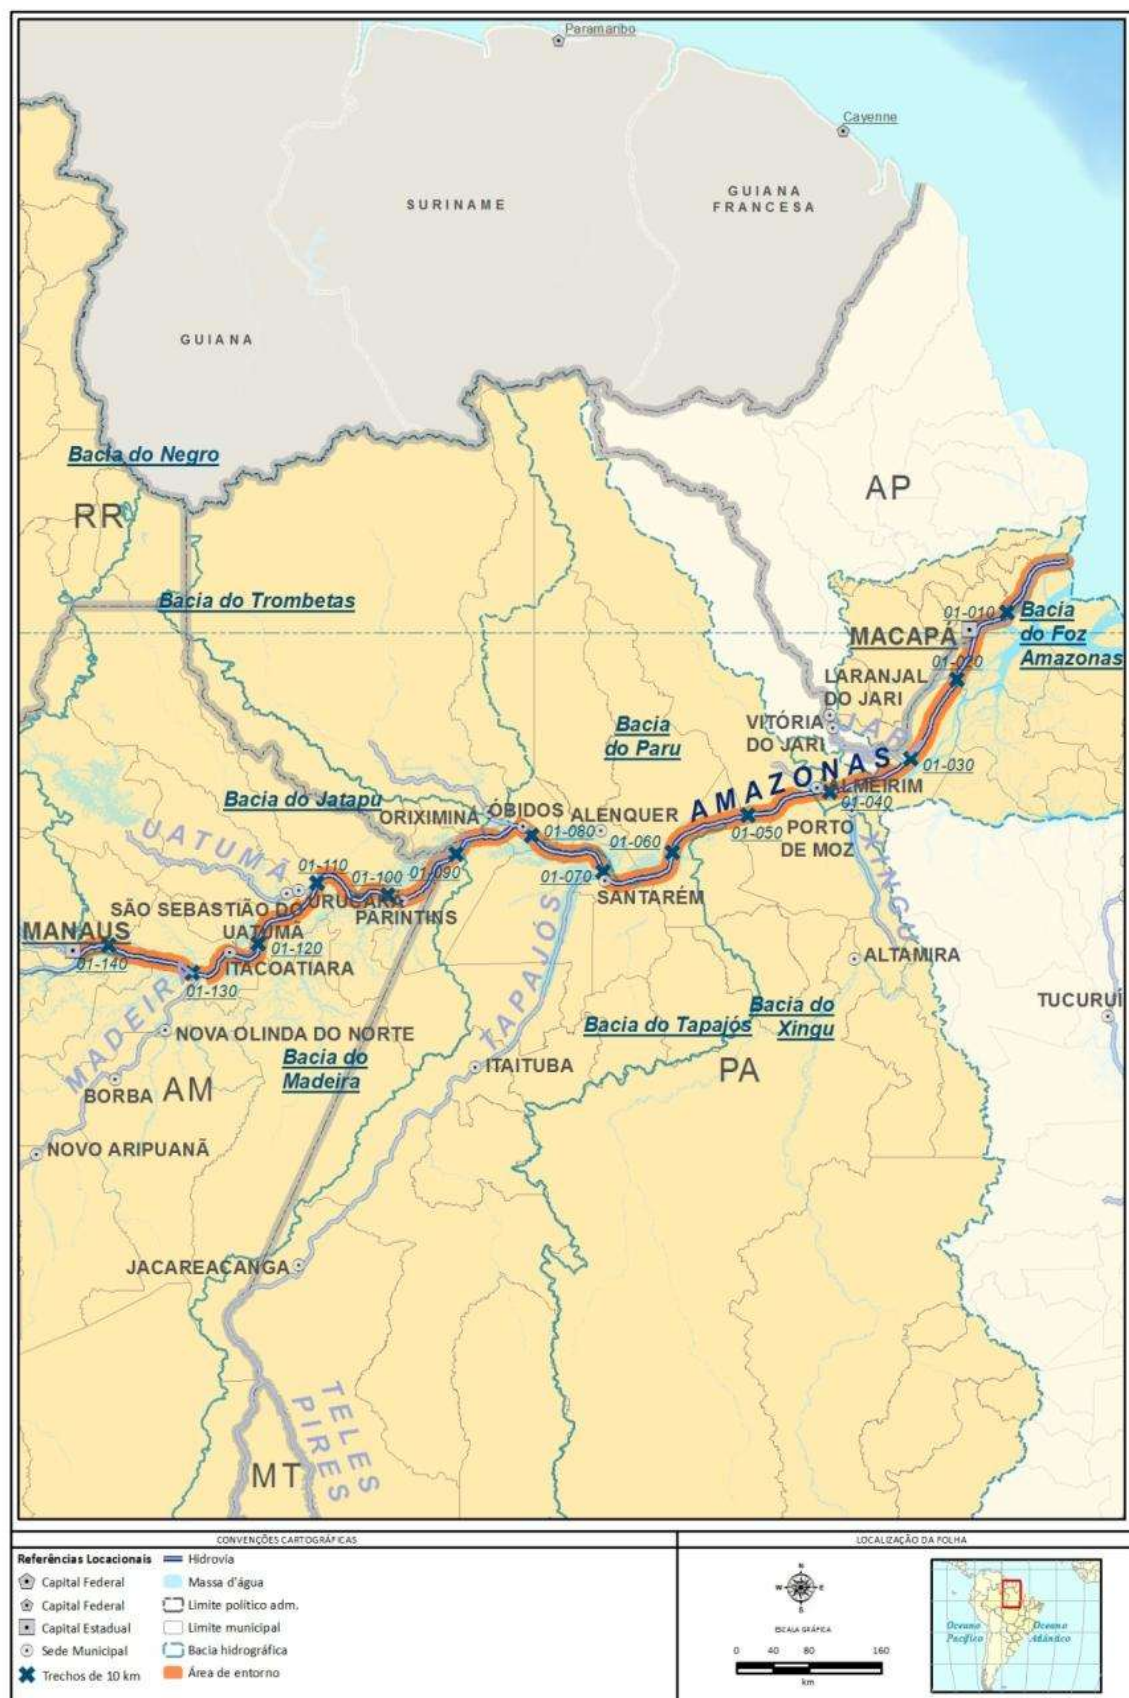 Paramaribo
Cayenne
SURINAME
GUIANA
FRANCESA
GUIANA
Bacia do Negro
RR
AP
Bacia do Trombetas
01-010
Bacia
do Foz
Amazonas
MACAPÁ
01-020
LARANJAL
DO JARI
VITÓRIA
DO JARI
JARI
Bacia
do Paru
AMAZONAS
01-030
ALMEIRIM
01-040
Bacia do Jatapu
ORIXIMINÁ
ÓBIDOS
ALENQUER
01-080
01-060
01-050
PORTO
DE MOZ
XINGU
UATUMÃ
01-110
01-100
01-090
01-070
SANTARÉM
URUCARÁ
PARINTINS
SÃO SEBASTIÃO DO
UATUMÃ
MANAUS
01-140
01-120
ITACOATIARA
01-130
TAPAJÓS
ALTAMIRA
MADEIRA
NOVA OLINDA DO NORTE
Bacia do Tapajós
Bacia do
Xingu
TUCURUÍ
Bacia do
Madeira
ITAITUBA
PA
BORBA
AM
NOVO ARIPUANÃ
JACAREACANGA
TELES
PIRES
MT
CONVENÇÕES CARTOGRÁFICAS
Referências Locacionais
Capital Federal
Capital Federal
Capital Estadual
Sede Municipal
Trechos de 10 km
Hidrovia
Massa d'água
Limite político adm.
Limite municipal
Bacia hidrográfica
Área de entorno
LOCALIZAÇÃO DA FOLHA
N
W E
S
ESCALA GRÁFICA
0 40 80 160
km
Oceano
Pacífico
Oceano
Atlântico